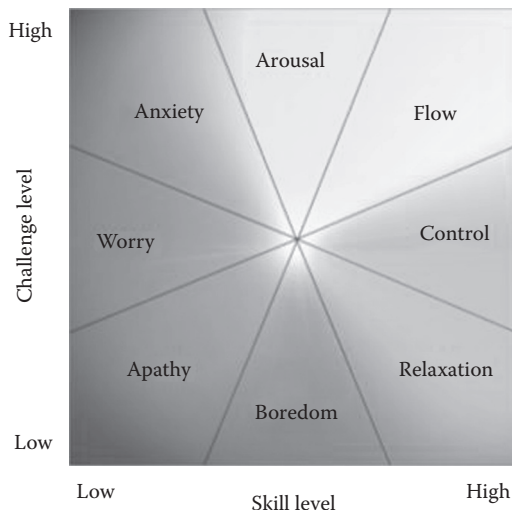 High
Arousal
Anxiety
Flow
Challenge level
Worry
Control
Apathy
Relaxation
Boredom
Low
Low
Skill level
High